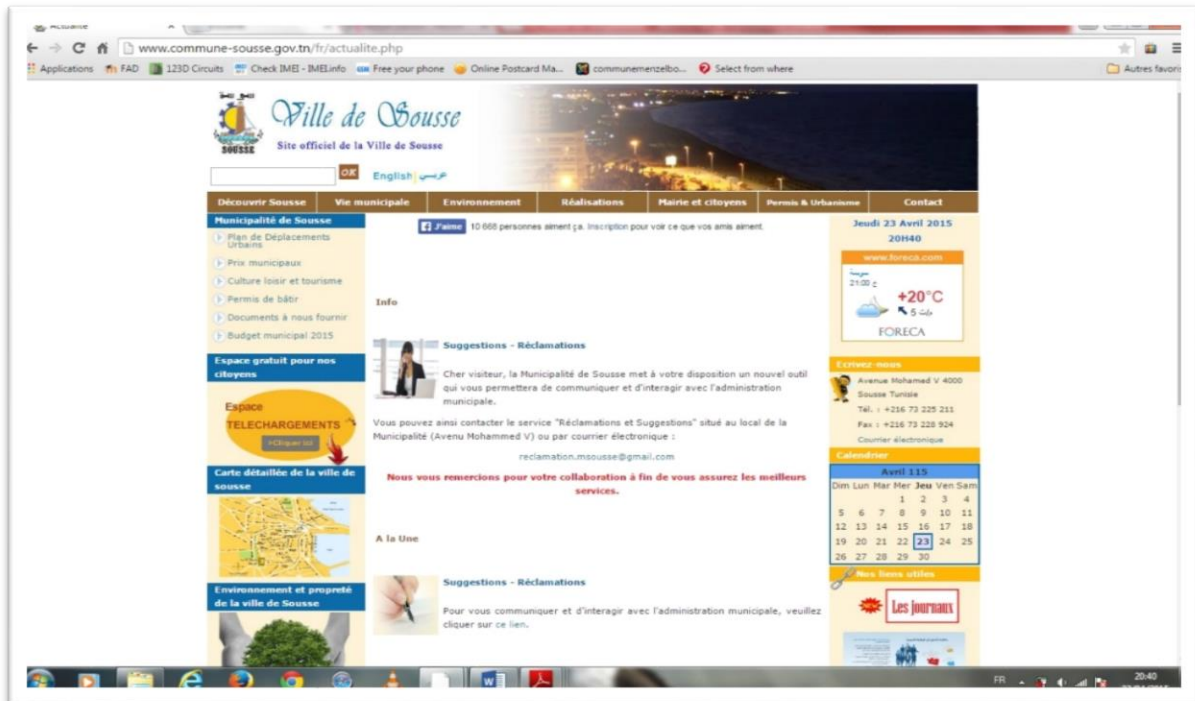 Actualité
www.commune-sousse.gov.tn/fr/actualite.php
Applications FAD 123D Circuits Check IMEI - IMEI.info Free your phone Online Postcard Ma... communemenzelbo... Select from where Autres favoris
SOUSSE
Ville de Sousse
Site officiel de la Ville de Sousse
OK English عربي
Découvrir Sousse Vie municipale Environnement Réalisations Mairie et citoyens Permis & Urbanisme Contact
Municipalité de Sousse
Plan de Déplacements
Urbains
Prix municipaux
Culture loisir et tourisme
Permis de bâtir
Documents à nous fournir
Budget municipal 2015
Espace gratuit pour nos
citoyens
Espace
TELECHARGEMENTS
>Cliquer ici
Carte détaillée de la ville de
sousse
Environnement et propreté
de la ville de Sousse
J'aime 10 668 personnes aiment ça. Inscription pour voir ce que vos amis aiment.
Info
Suggestions - Réclamations
Cher visiteur, la Municipalité de Sousse met à votre disposition un nouvel outil
qui vous permettera de communiquer et d'interagir avec l'administration
municipale.
Vous pouvez ainsi contacter le service "Réclamations et Suggestions" situé au local de la
Municipalité (Avenu Mohammed V) ou par courrier électronique :
reclamation.msousse@gmail.com
Nous vous remercions pour votre collaboration à fin de vous assurez les meilleurs
services.
A la Une
Suggestions - Réclamations
Pour vous communiquer et d'interagir avec l'administration municipale, veuillez
cliquer sur ce lien.
Jeudi 23 Avril 2015
20H40
www.foreca.com
سوسة
21:00
+20°C
5
FORECA
Ecrivez-nous
Avenue Mohamed V 4000
Sousse Tunisie
Tél. : +216 73 225 211
Fax : +216 73 228 924
Courrier électronique
Calendrier
Avril 115
Dim Lun Mar Mer Jeu Ven Sam
1 2 3 4
5 6 7 8 9 10 11
12 13 14 15 16 17 18
19 20 21 22 23 24 25
26 27 28 29 30
Nos liens utiles
Les journaux
FR 20:40